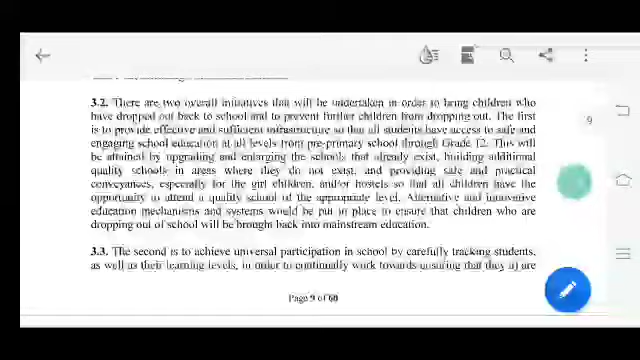 9
3.2. There are two overall initiatives that will be undertaken in order to bring children who
have dropped out back to school and to prevent further children from dropping out. The first
is to provide effective and sufficient infrastructure so that all students have access to safe and
engaging school education at all levels from pre-primary school through Grade 12. This will
be attained by upgrading and enlarging the schools that already exist, building additional
quality schools in areas where they do not exist, and providing safe and practical
conveyances, especially for the girl children, and/or hostels so that all children have the
opportunity to attend a quality school of the appropriate level. Alternative and innovative
education mechanisms and systems would be put in place to ensure that children who are
dropping out of school will be brought back into mainstream education.
3.3. The second is to achieve universal participation in school by carefully tracking students,
as well as their learning levels, in order to continually work towards ensuring that they a) are
Page 9 of 60